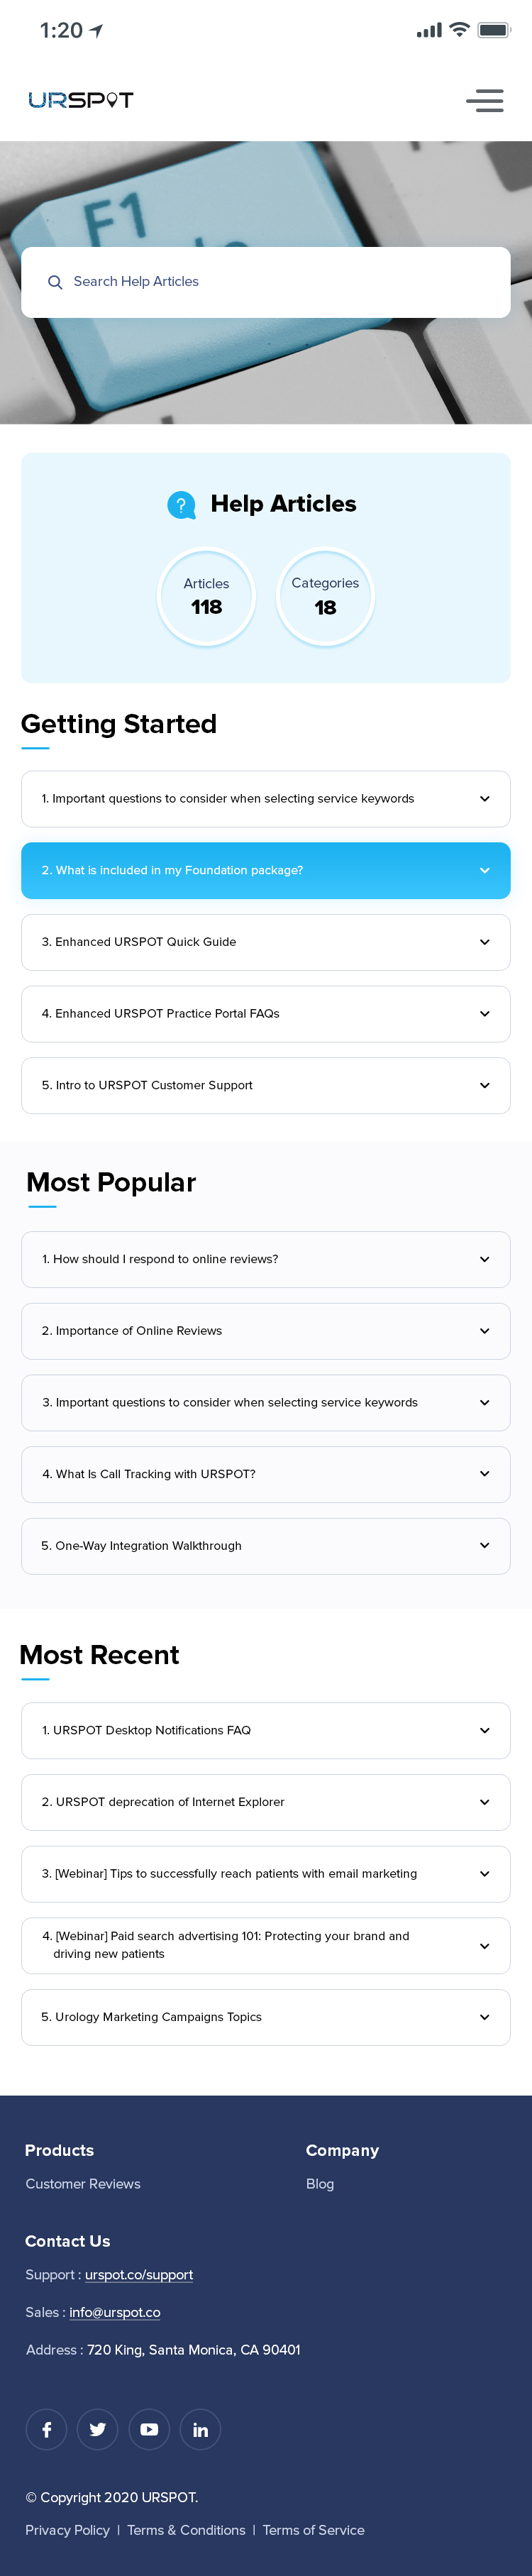 1:20
URSPOT
F1
Search Help Articles
Help Articles
Articles
118
Categories
18
Getting Started
1. Important questions to consider when selecting service keywords
2. What is included in my Foundation package?
3. Enhanced URSPOT Quick Guide
4. Enhanced URSPOT Practice Portal FAQs
5. Intro to URSPOT Customer Support
Most Popular
1. How should I respond to online reviews?
2. Importance of Online Reviews
3. Important questions to consider when selecting service keywords
4. What Is Call Tracking with URSPOT?
5. One-Way Integration Walkthrough
Most Recent
1. URSPOT Desktop Notifications FAQ
2. URSPOT deprecation of Internet Explorer
3. [Webinar] Tips to successfully reach patients with email marketing
4. [Webinar] Paid search advertising 101: Protecting your brand and
driving new patients
5. Urology Marketing Campaigns Topics
Products
Customer Reviews
Company
Blog
Contact Us
Support : urspot.co/support
Sales : info@urspot.co
Address : 720 King, Santa Monica, CA 90401
© Copyright 2020 URSPOT.
Privacy Policy | Terms & Conditions | Terms of Service